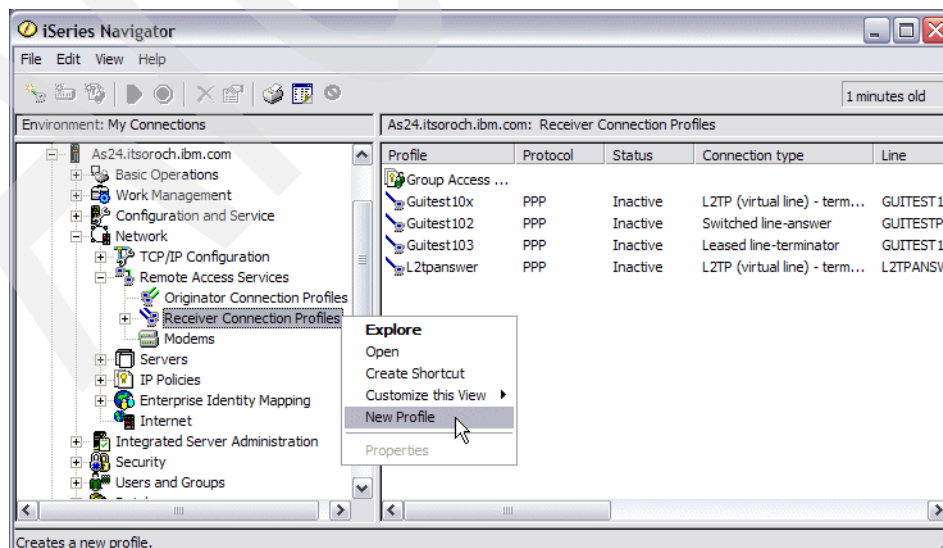 iSeries Navigator
File Edit View Help
1 minutes old
Environment: My Connections
As24.itsoroch.ibm.com: Receiver Connection Profiles
As24.itsoroch.ibm.com
Basic Operations
Work Management
Configuration and Service
Network
TCP/IP Configuration
Remote Access Services
Originator Connection Profiles
Receiver Connection Profiles
Modems
Servers
IP Policies
Enterprise Identity Mapping
Internet
Integrated Server Administration
Security
Users and Groups
Profile Protocol Status Connection type Line
Group Access ...
Guitest10x PPP Inactive L2TP (virtual line) - term... GUITEST1
Guitest102 PPP Inactive Switched line-answer GUITESTP
Guitest103 PPP Inactive Leased line-terminator GUITEST1
L2tpanswer PPP Inactive L2TP (virtual line) - term... L2TPANSW
Explore
Open
Create Shortcut
Customize this View
New Profile
Properties
Creates a new profile.